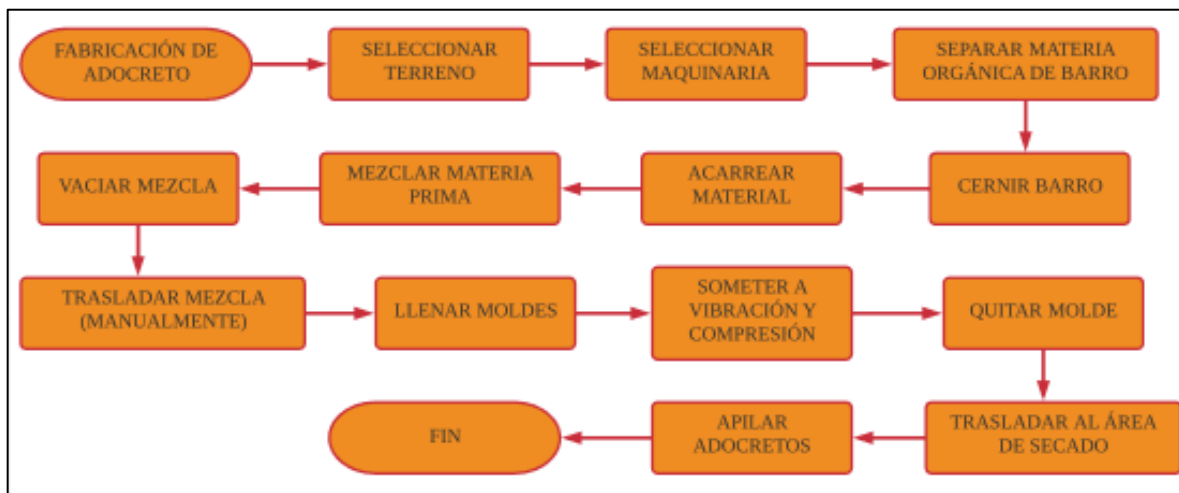 FABRICACIÓN DE
ADOCRETO
SELECCIONAR
TERRENO
SELECCIONAR
MAQUINARIA
SEPARAR MATERIA
ORGÁNICA DE BARRO
CERNIR BARRO
ACARREAR
MATERIAL
MEZCLAR MATERIA
PRIMA
VACIAR MEZCLA
TRASLADAR MEZCLA
(MANUALMENTE)
LLENAR MOLDES
SOMETER A
VIBRACIÓN Y
COMPRESIÓN
QUITAR MOLDE
TRASLADAR AL ÁREA
DE SECADO
APILAR
ADOCRETOS
FIN